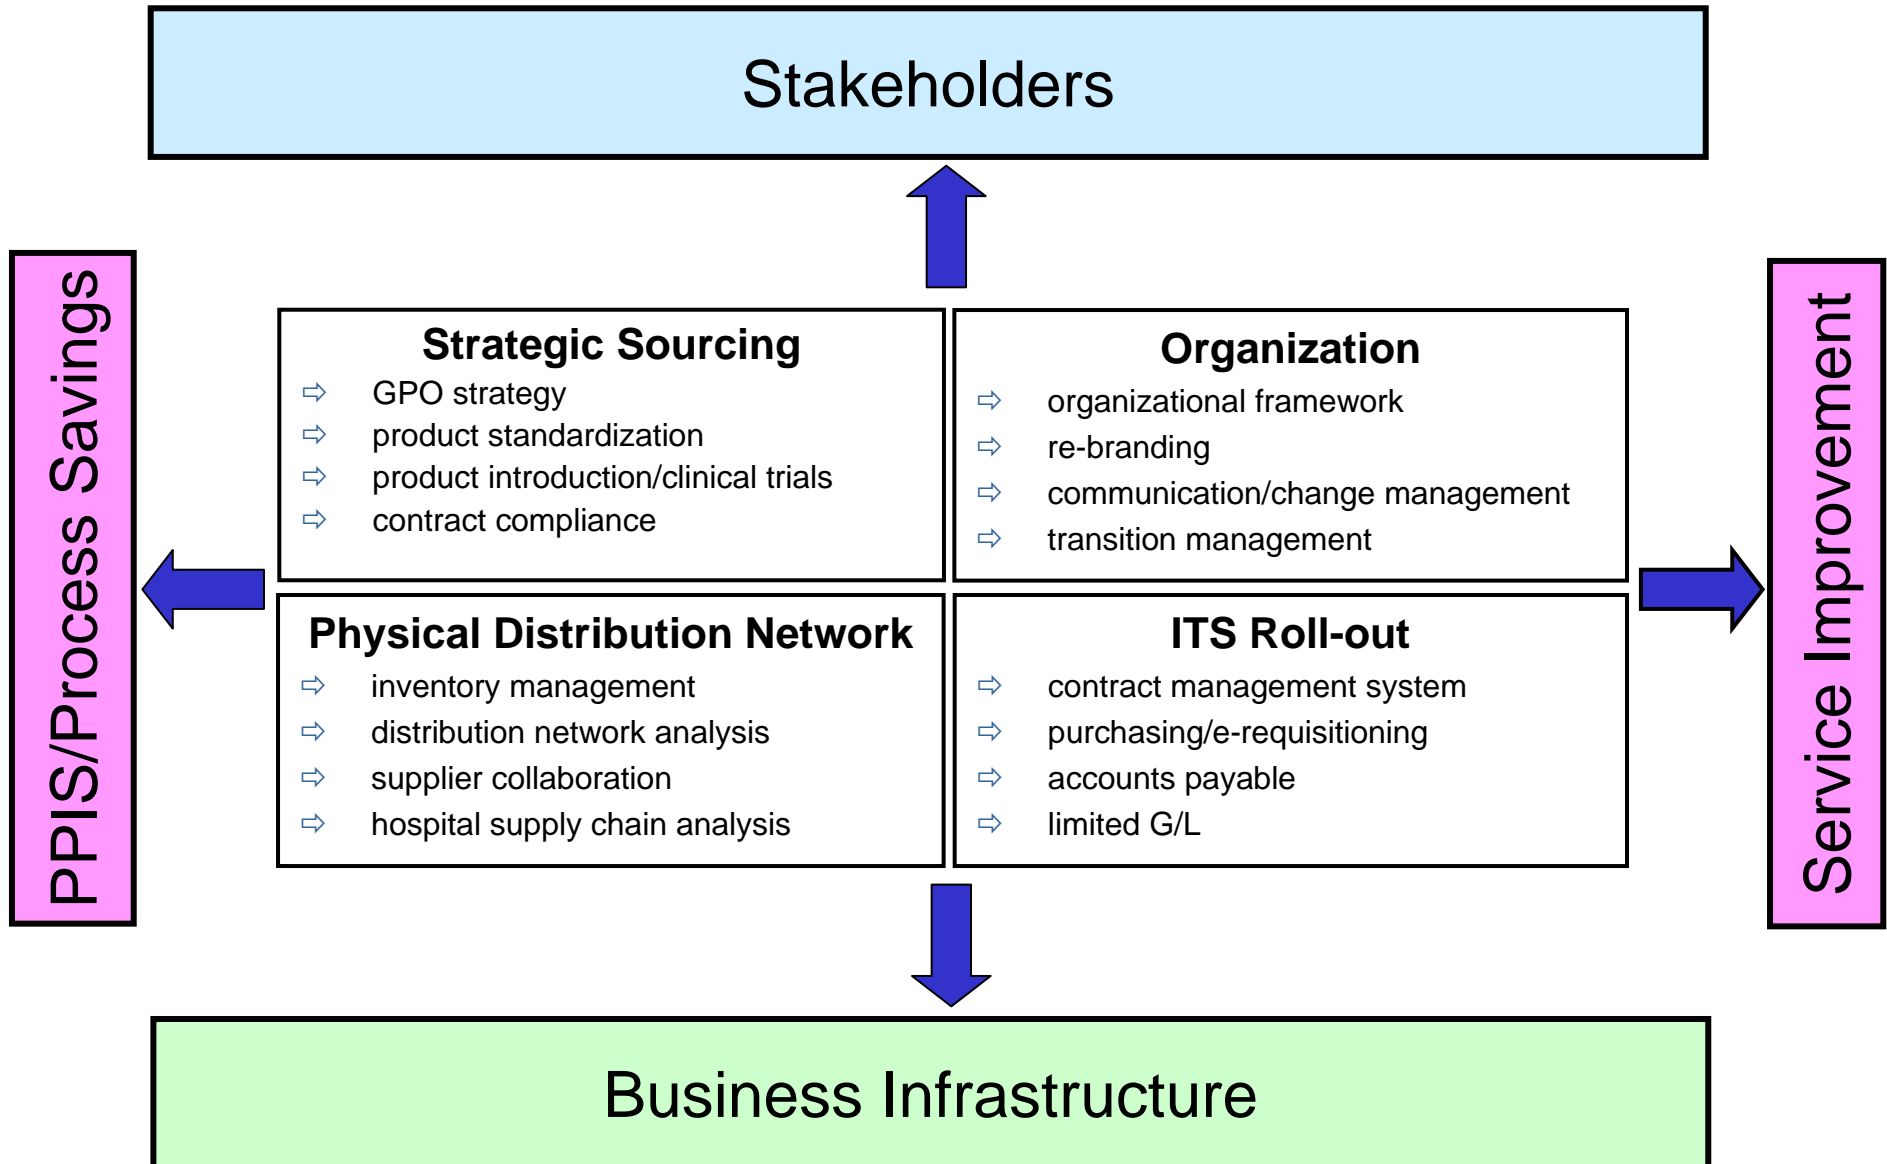 Stakeholders
PPIS/Process Savings
Strategic Sourcing
GPO strategy
product standardization
product introduction/clinical trials
contract compliance
Organization
organizational framework
re-branding
communication/change management
transition management
Physical Distribution Network
inventory management
distribution network analysis
supplier collaboration
hospital supply chain analysis
ITS Roll-out
contract management system
purchasing/e-requisitioning
accounts payable
limited G/L
Service Improvement
Business Infrastructure